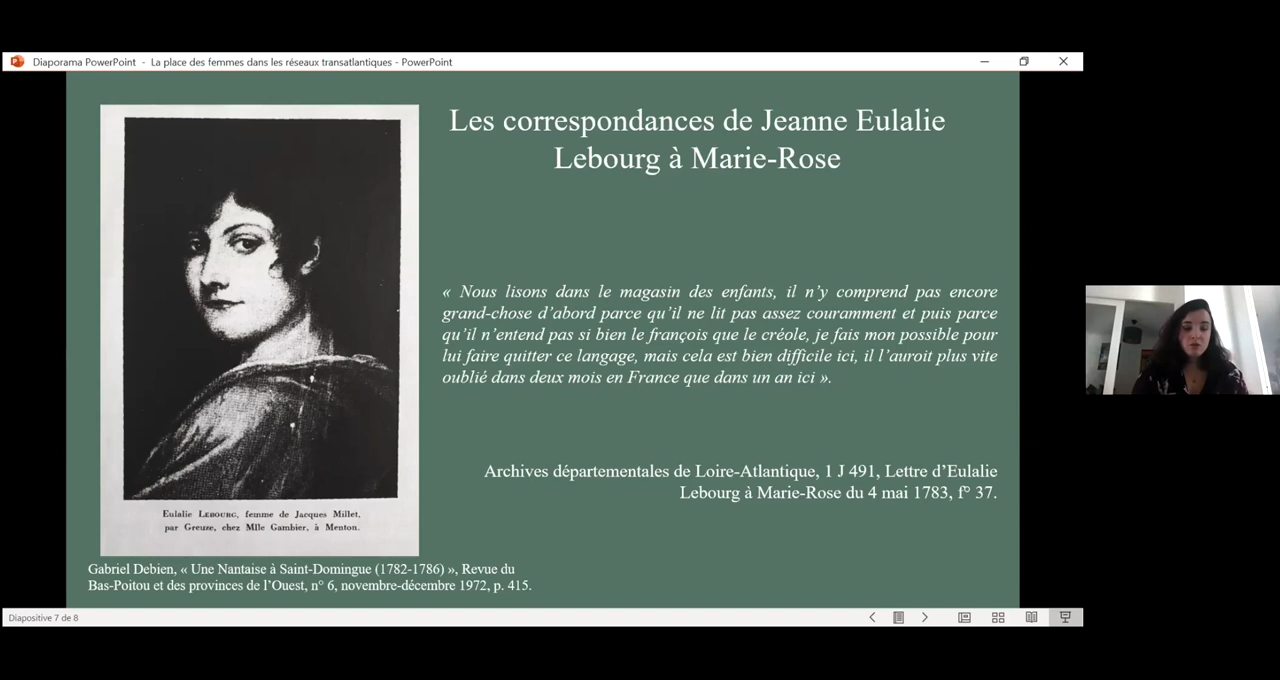 Diaporama PowerPoint - La place des femmes dans les réseaux transatlantiques - PowerPoint
Les correspondances de Jeanne Eulalie
Lebourg à Marie-Rose
« Nous lisons dans le magasin des enfants, il n’y comprend pas encore
grand-chose d’abord parce qu’il ne lit pas assez couramment et puis parce
qu’il n’entend pas si bien le françois que le créole, je fais mon possible pour
lui faire quitter ce langage, mais cela est bien difficile ici, il l’auroit plus vite
oublié dans deux mois en France que dans un an ici ».
Archives départementales de Loire-Atlantique, 1 J 491, Lettre d’Eulalie
Lebourg à Marie-Rose du 4 mai 1783, f° 37.
Eulalie LEBOURG, femme de Jacques Millet,
par Greuze, chez Mlle Gambier, à Menton.
Gabriel Debien, « Une Nantaise à Saint-Domingue (1782-1786) », Revue du
Bas-Poitou et des provinces de l’Ouest, n° 6, novembre-décembre 1972, p. 415.
Diapositive 7 de 8